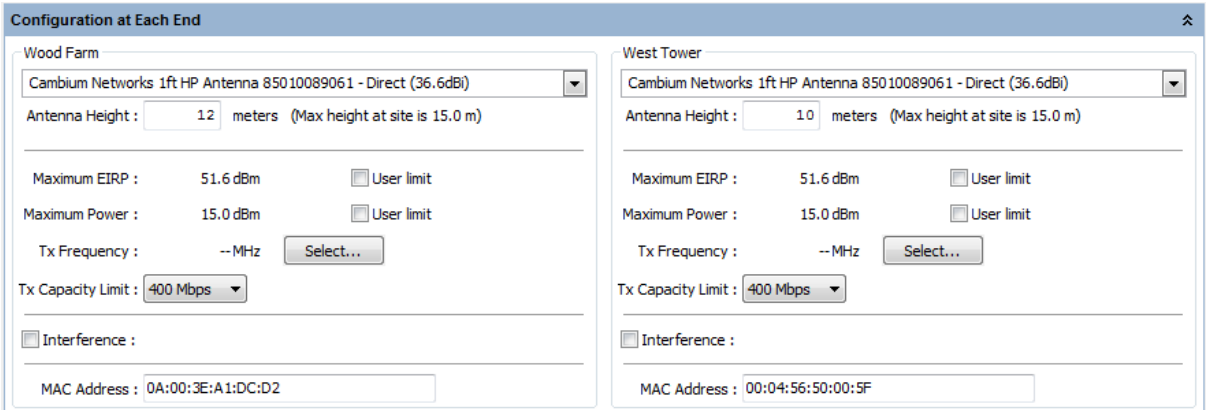 Configuration at Each End
Wood Farm
Cambium Networks 1ft HP Antenna 85010089061 - Direct (36.6dBi)
Antenna Height : 12 meters (Max height at site is 15.0 m)
Maximum EIRP : 51.6 dBm User limit
Maximum Power : 15.0 dBm User limit
Tx Frequency : -- MHz Select...
Tx Capacity Limit : 400 Mbps
Interference :
MAC Address : 0A:00:3E:A1:DC:D2
West Tower
Cambium Networks 1ft HP Antenna 85010089061 - Direct (36.6dBi)
Antenna Height : 10 meters (Max height at site is 15.0 m)
Maximum EIRP : 51.6 dBm User limit
Maximum Power : 15.0 dBm User limit
Tx Frequency : -- MHz Select...
Tx Capacity Limit : 400 Mbps
Interference :
MAC Address : 00:04:56:50:00:5F